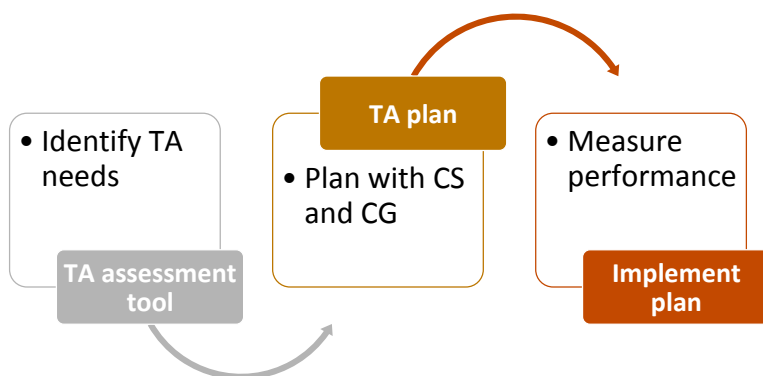 • Identify TA
needs
TA assessment
tool
TA plan
• Plan with CS
and CG
• Measure
performance
Implement
plan